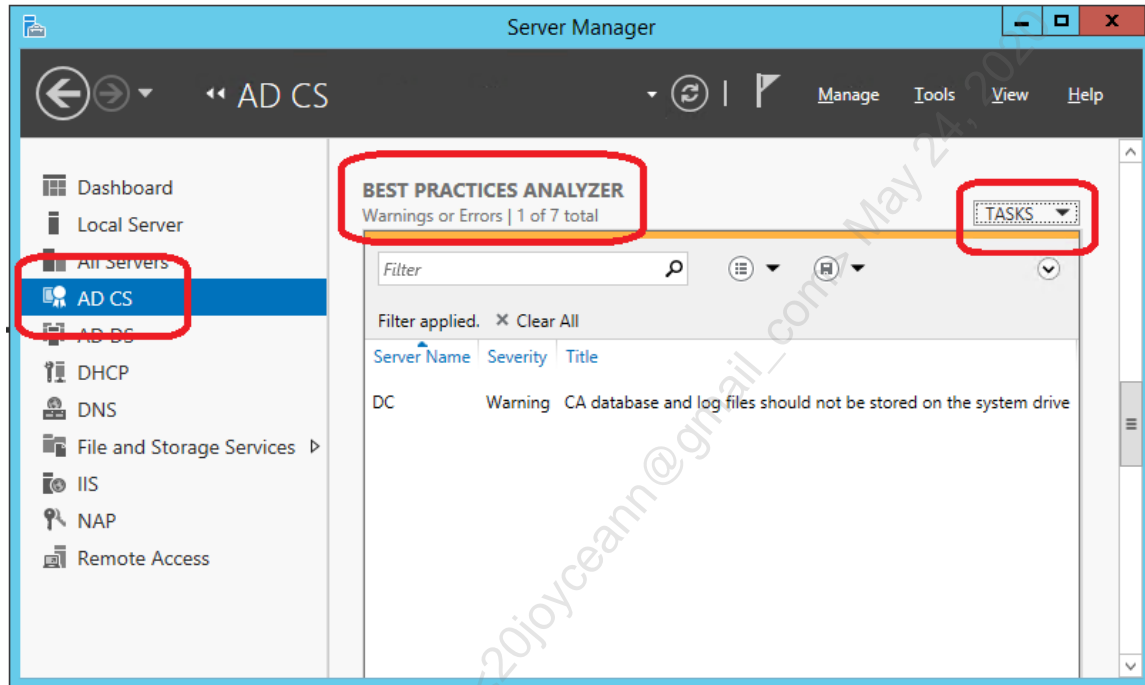 Server Manager
AD CS
Manage Tools View Help
Dashboard
Local Server
All Servers
AD CS
AD DS
DHCP
DNS
File and Storage Services
IIS
NAP
Remote Access
BEST PRACTICES ANALYZER
Warnings or Errors | 1 of 7 total
TASKS
Filter
Filter applied. Clear All
Server Name Severity Title
DC Warning CA database and log files should not be stored on the system drive